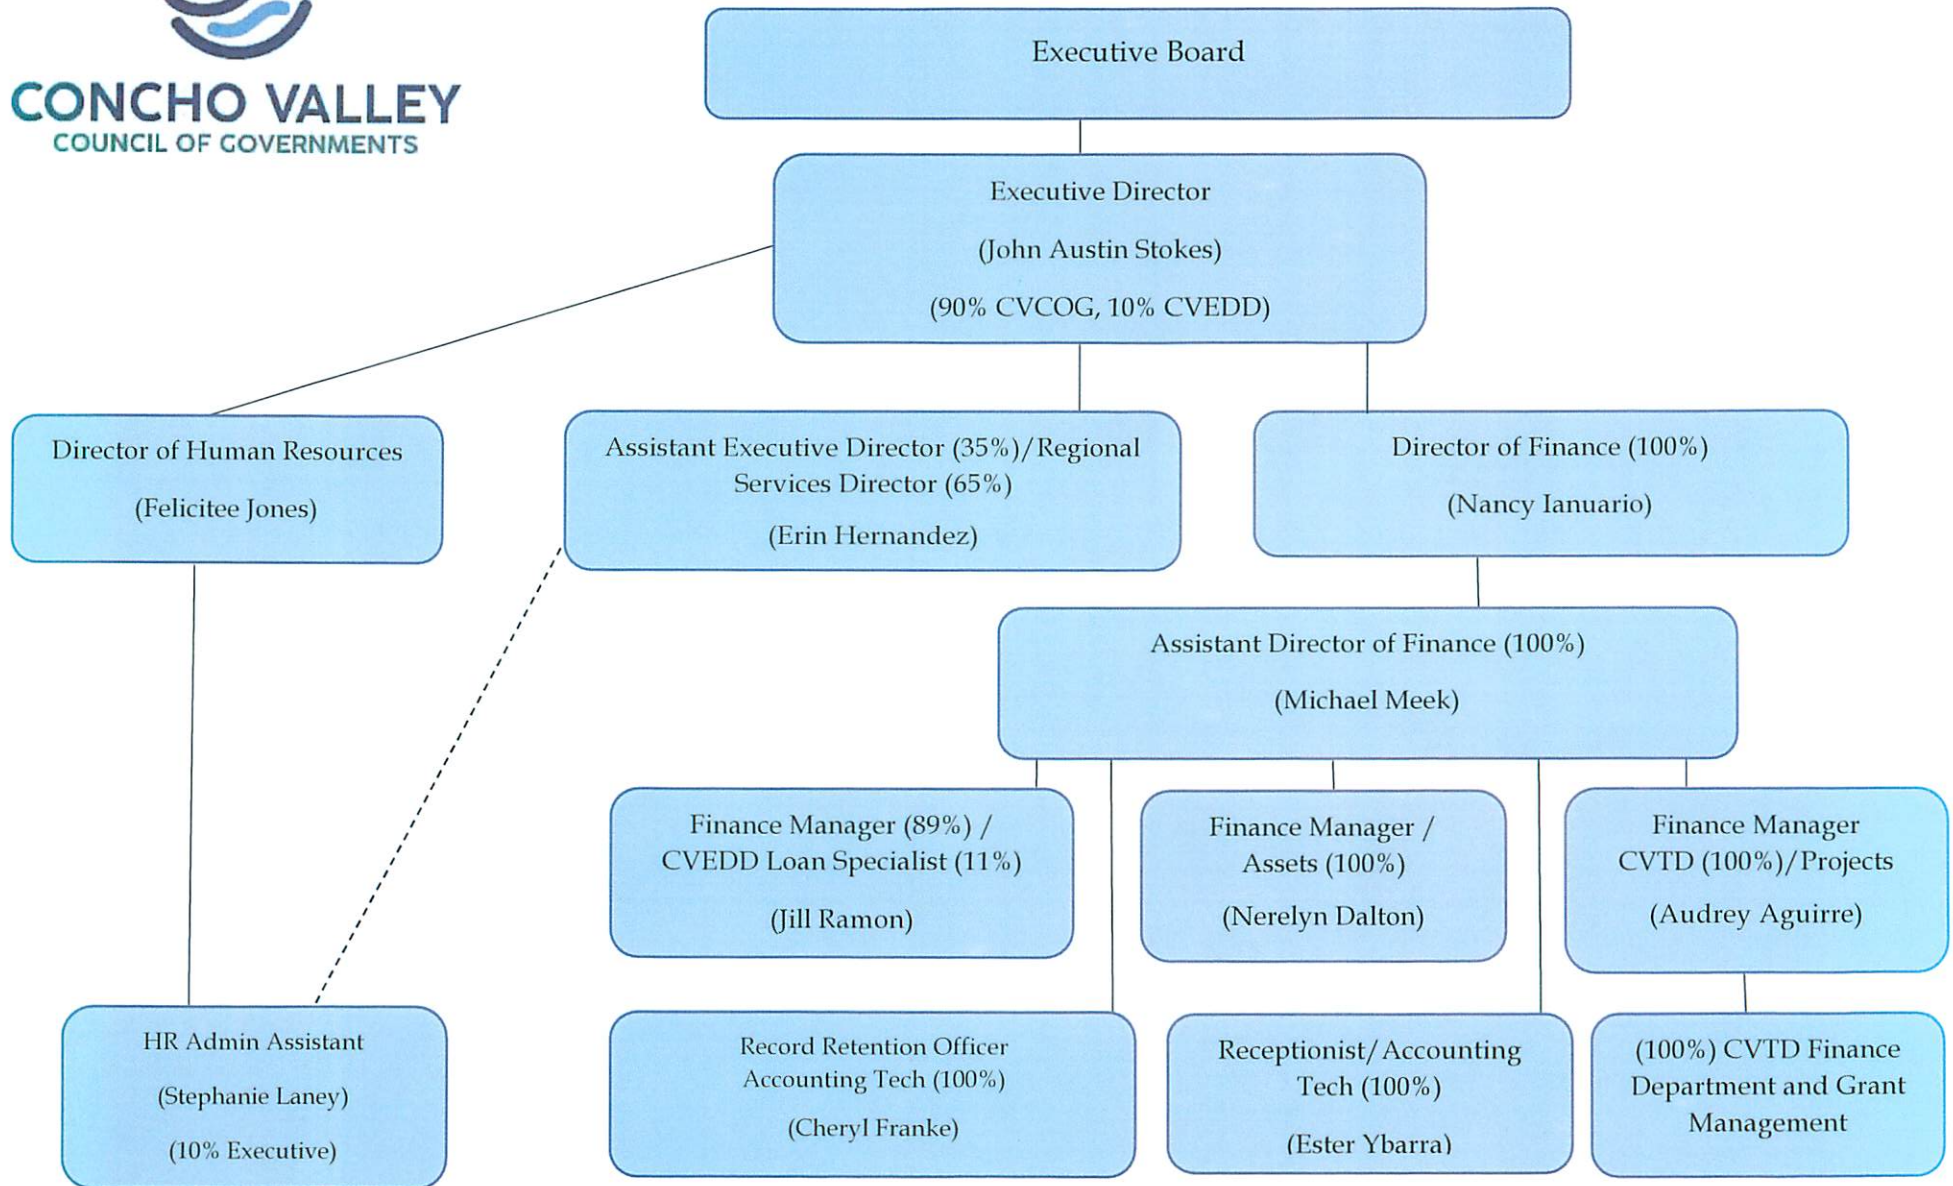 CONCHO VALLEY
COUNCIL OF GOVERNMENTS
Executive Board
Executive Director
(John Austin Stokes)
(90% CVCOG, 10% CVEDD)
Director of Human Resources
(Felicitee Jones)
Assistant Executive Director (35%)/Regional
Services Director (65%)
(Erin Hernandez)
Director of Finance (100%)
(Nancy Ianuario)
Assistant Director of Finance (100%)
(Michael Meek)
Finance Manager (89%) /
CVEDD Loan Specialist (11%)
(Jill Ramon)
Finance Manager /
Assets (100%)
(Nerelyn Dalton)
Finance Manager
CVTD (100%)/Projects
(Audrey Aguirre)
HR Admin Assistant
(Stephanie Laney)
(10% Executive)
Record Retention Officer
Accounting Tech (100%)
(Cheryl Franke)
Receptionist/Accounting
Tech (100%)
(Ester Ybarra)
(100%) CVTD Finance
Department and Grant
Management